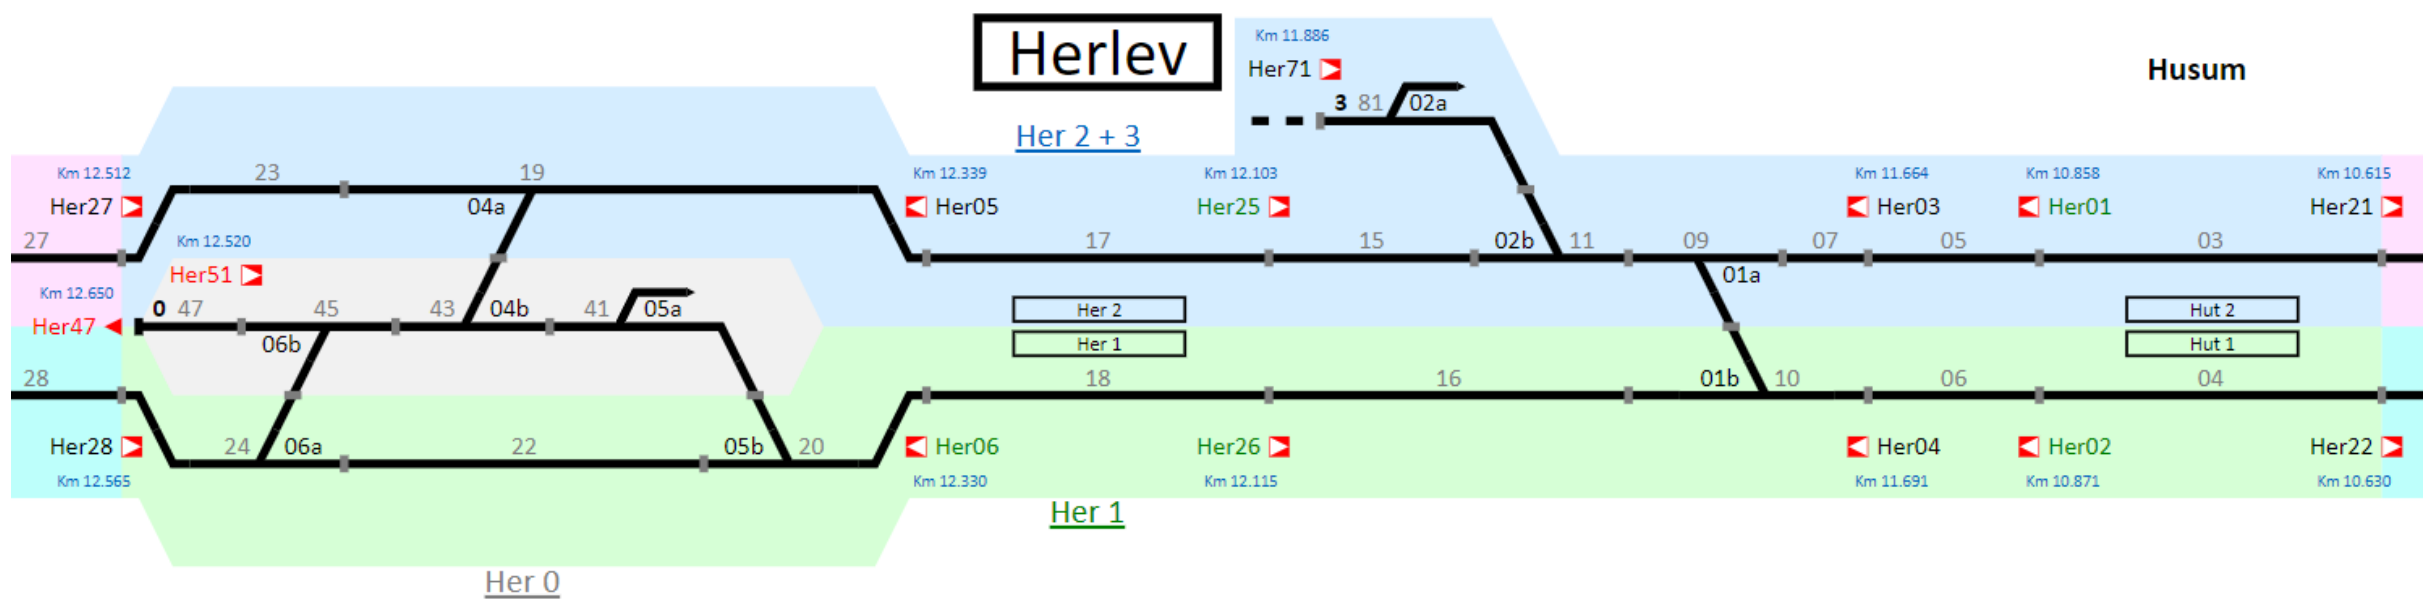 Herlev
Km 11.886
Her71
Husum
3 81 02a
Her 2 + 3
Km 12.512
23
19
Km 12.339
Km 12.103
Km 11.664
Km 10.858
Km 10.615
Her27
04a
Her05
Her25
Her03
Her01
Her21
27
Km 12.520
17
15
02b
11
09
07
05
03
Her51
01a
Km 12.650
0 47
45
43
04b
41
05a
Her 2
Hut 2
Her47
06b
Her 1
Hut 1
28
18
16
01b
10
06
04
Her28
24
06a
22
05b
20
Her06
Her26
Her04
Her02
Her22
Km 12.565
Km 12.330
Km 12.115
Km 11.691
Km 10.871
Km 10.630
Her 1
Her 0